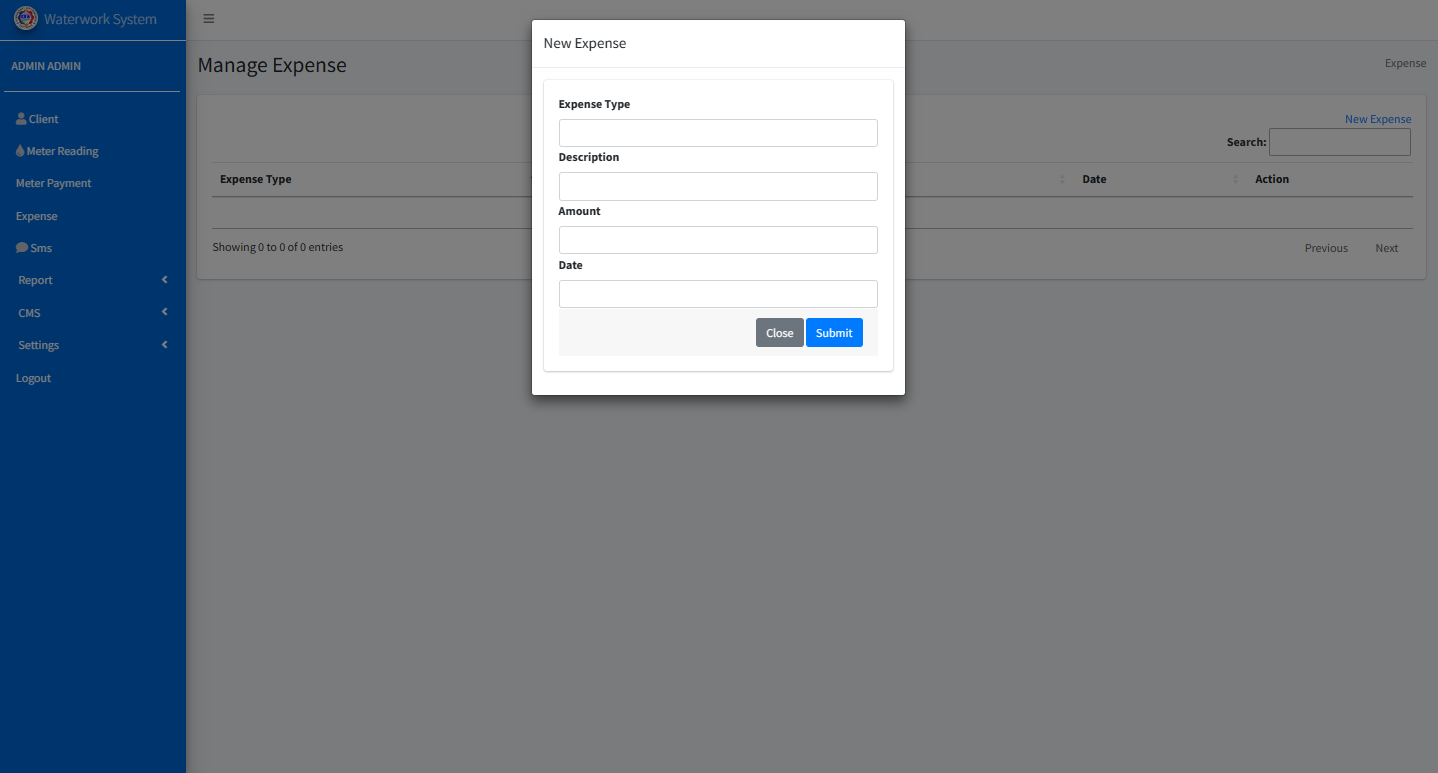 Waterwork System
ADMIN ADMIN
Client
Meter Reading
Meter Payment
Expense
Sms
Report
CMS
Settings
Logout
Manage Expense
Expense
New Expense
Search:
Expense Type
Date
Action
Showing 0 to 0 of 0 entries
Previous
Next
New Expense
Expense Type
Description
Amount
Date
Close
Submit